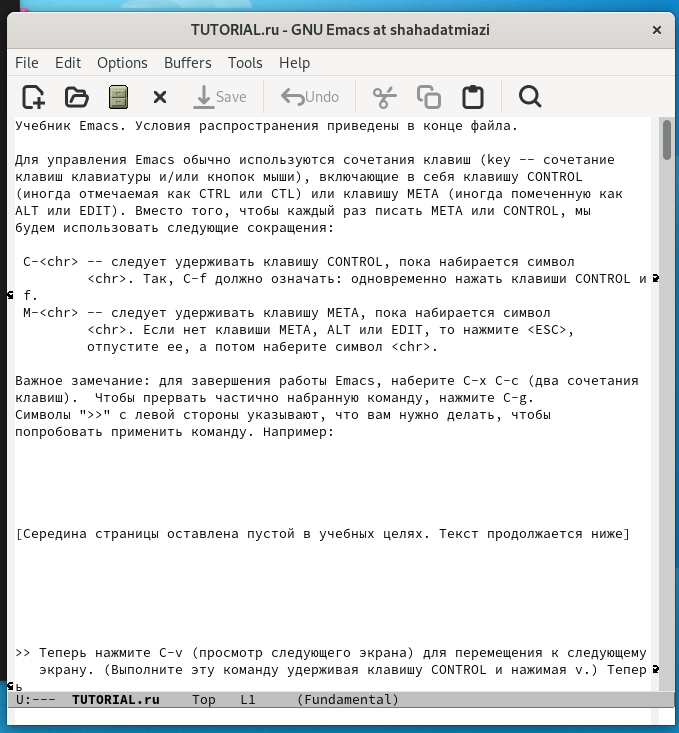 TUTORIAL.ru - GNU Emacs at shahadatmiazi
File Edit Options Buffers Tools Help
Save Undo
Учебник Emacs. Условия распространения приведены в конце файла.
Для управления Emacs обычно используются сочетания клавиш (key -- сочетание
клавиш клавиатуры и/или кнопок мыши), включающие в себя клавишу CONTROL
(иногда отмечаемая как CTRL или CTL) или клавишу META (иногда помеченную как
ALT или EDIT). Вместо того, чтобы каждый раз писать META или CONTROL, мы
будем использовать следующие сокращения:
C-<chr> -- следует удерживать клавишу CONTROL, пока набирается символ
<chr>. Так, C-f должно означать: одновременно нажать клавиши CONTROL и
f.
M-<chr> -- следует удерживать клавишу META, пока набирается символ
<chr>. Если нет клавиши META, ALT или EDIT, то нажмите <ESC>,
отпустите ее, а потом наберите символ <chr>.
Важное замечание: для завершения работы Emacs, наберите C-x C-c (два сочетания
клавиш). Чтобы прервать частично набранную команду, нажмите C-g.
Символы ">>" с левой стороны указывают, что вам нужно делать, чтобы
попробовать применить команду. Например:
[Середина страницы оставлена пустой в учебных целях. Текст продолжается ниже]
>> Теперь нажмите C-v (просмотр следующего экрана) для перемещения к следующему
экрану. (Выполните эту команду удерживая клавишу CONTROL и нажимая v.) Тепер
ь
U:--- TUTORIAL.ru Top L1 (Fundamental)